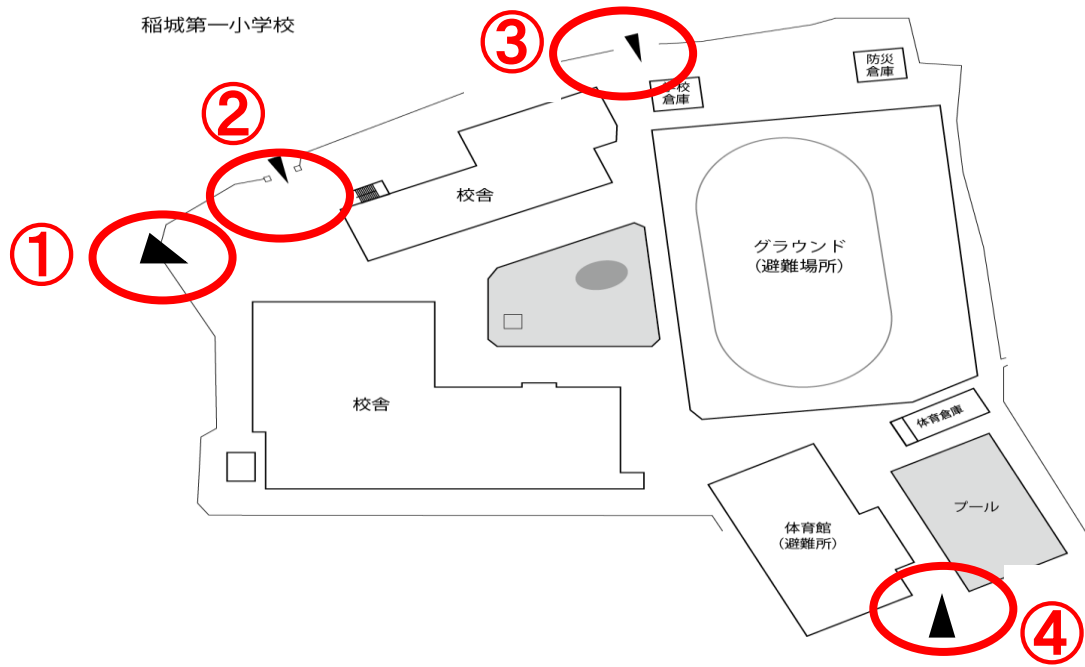 稲城第一小学校
③
防災
倉庫
学校
倉庫
②
校舎
①
グラウンド
(避難場所)
校舎
体育倉庫
プール
体育館
(避難所)
④